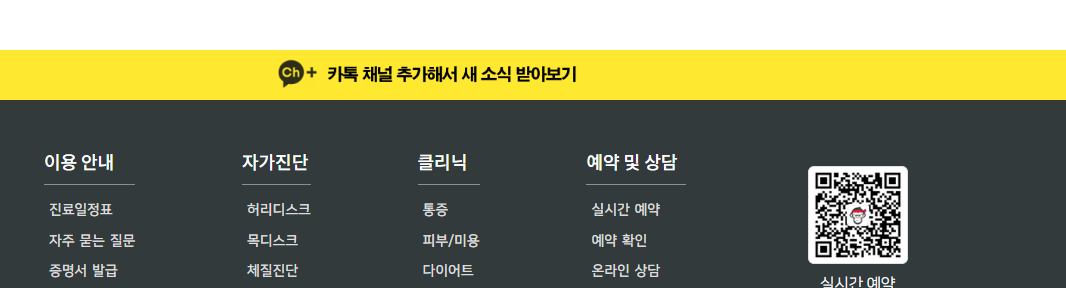 Ch+ 카톡 채널 추가해서 새 소식 받아보기
이용 안내
진료일정표
자주 묻는 질문
증명서 발급
자가진단
허리디스크
목디스크
체질진단
클리닉
통증
피부/미용
다이어트
예약 및 상담
실시간 예약
예약 확인
온라인 상담
실시간 예약